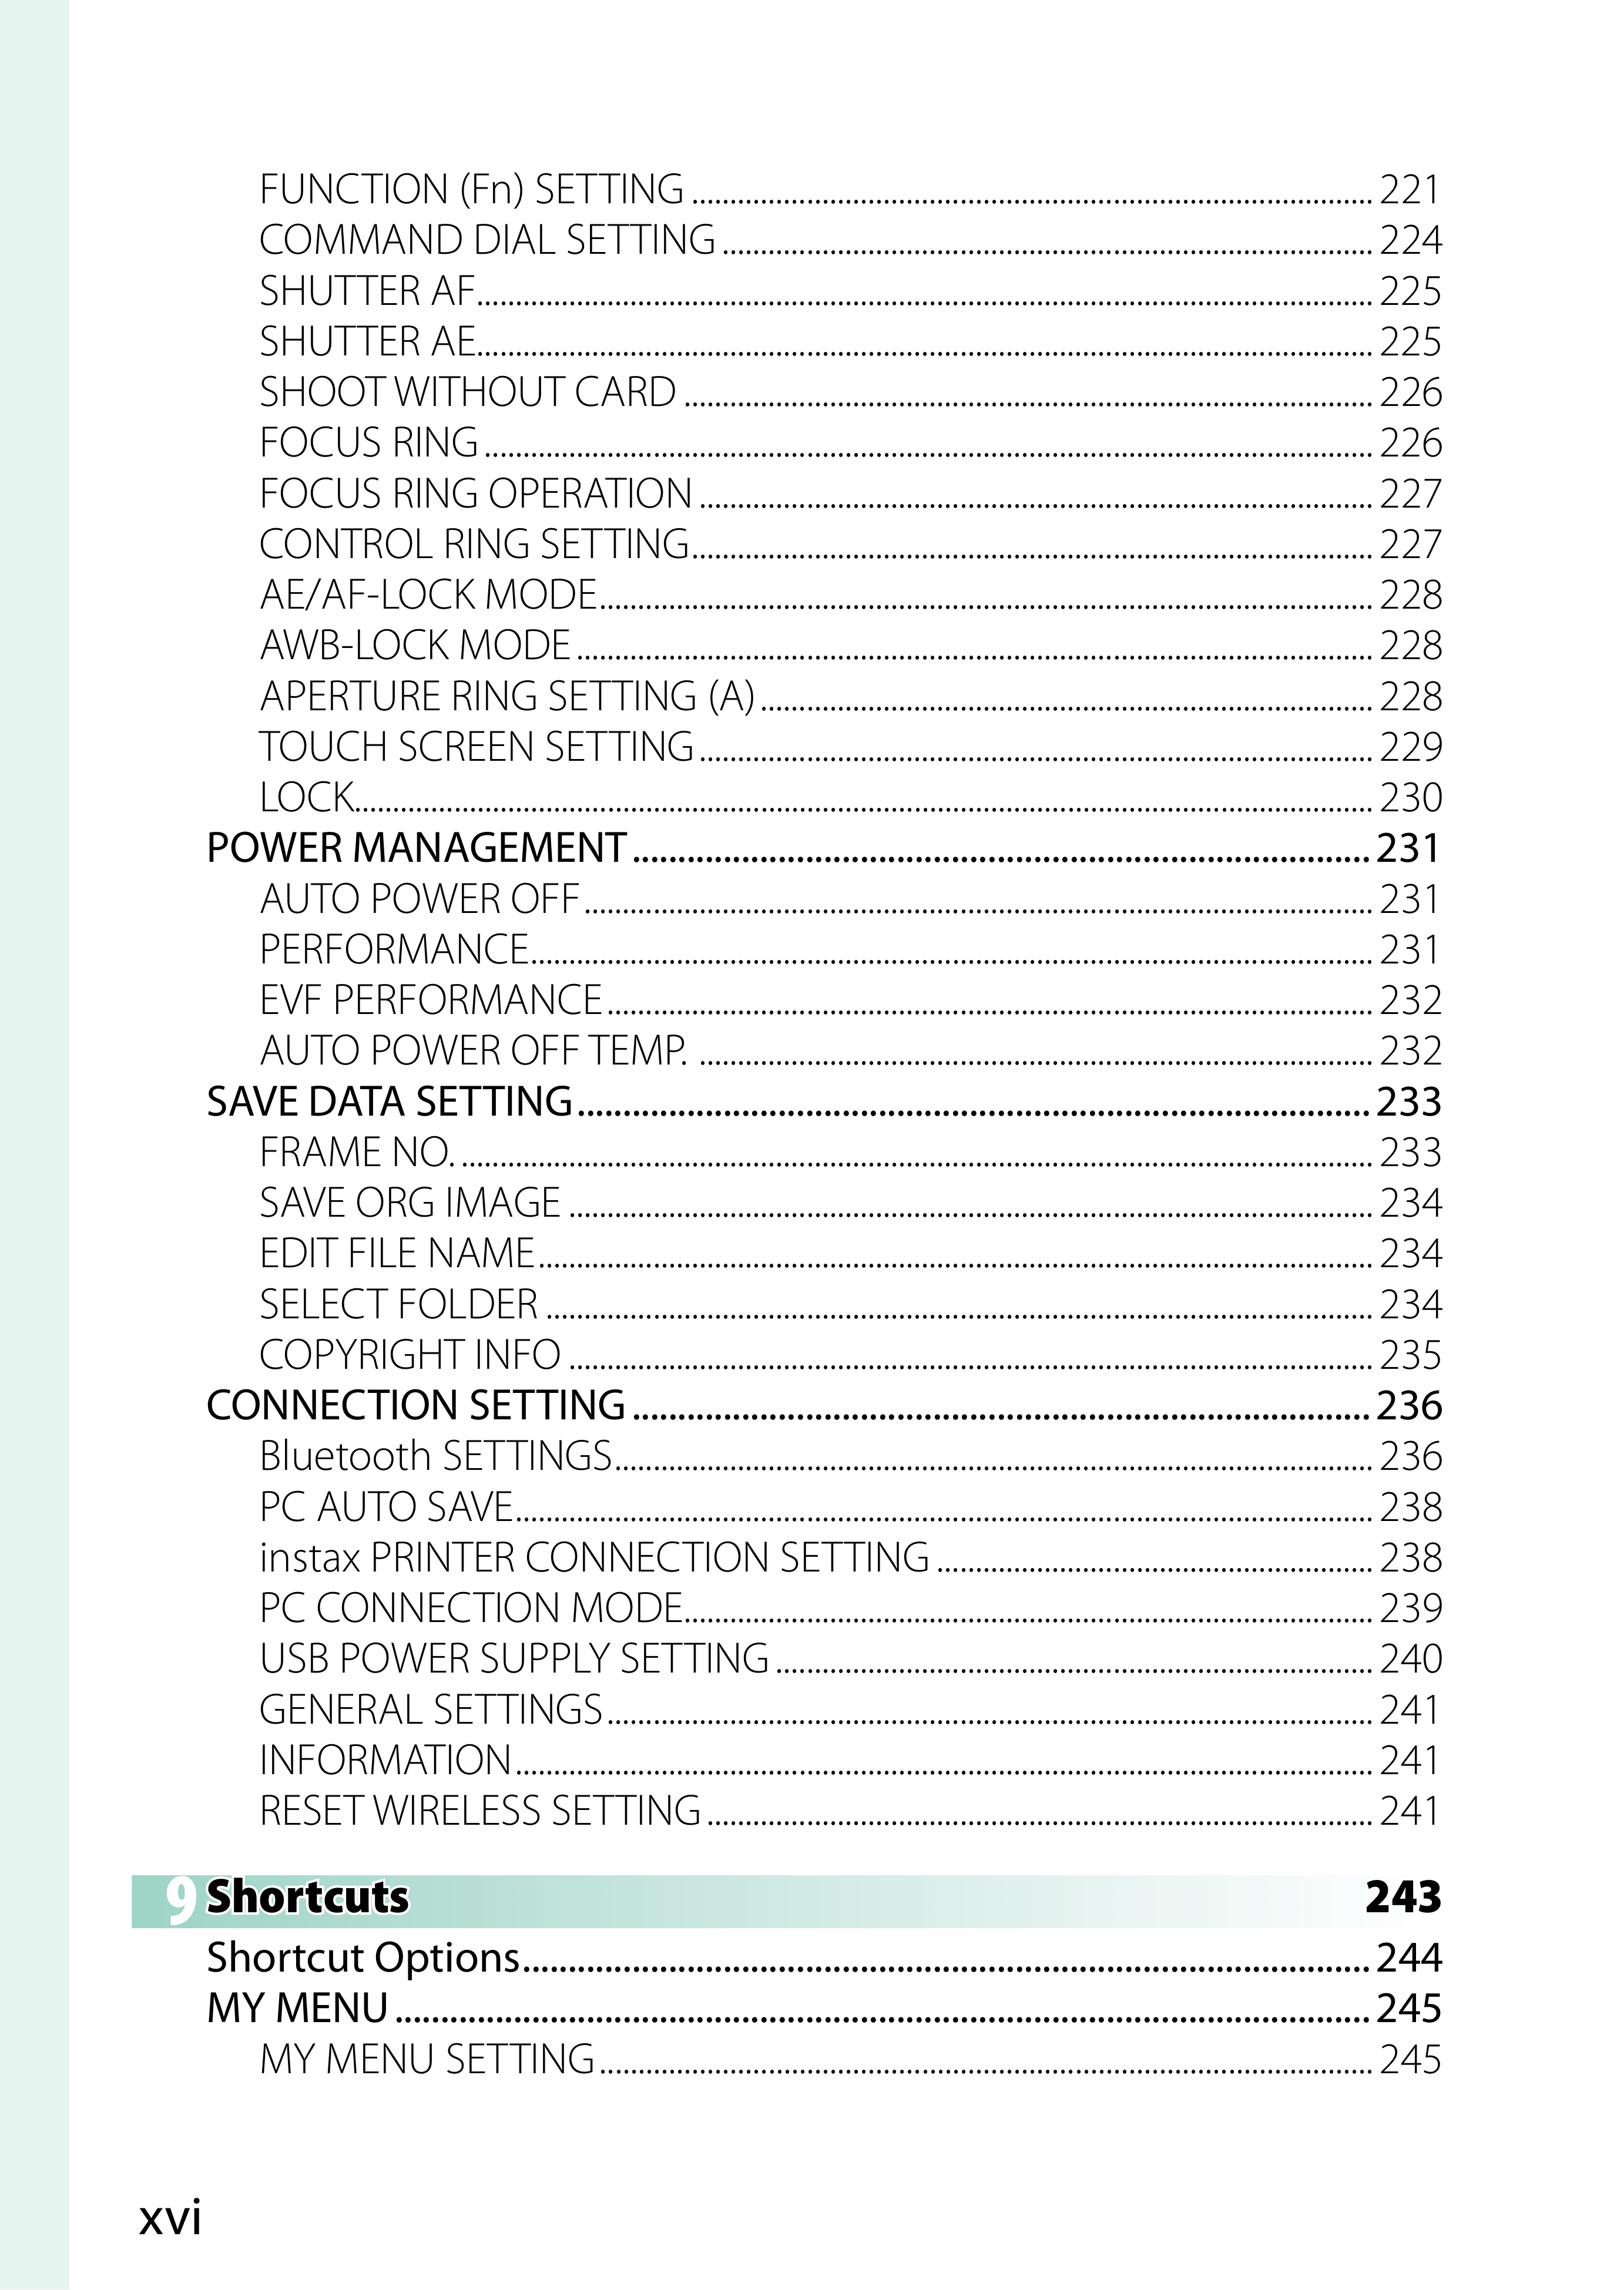 FUNCTION (Fn) SETTING ........ 221
COMMAND DIAL SETTING ........ 224
SHUTTER AF ........ 225
SHUTTER AE ........ 225
SHOOT WITHOUT CARD ........ 226
FOCUS RING ........ 226
FOCUS RING OPERATION ........ 227
CONTROL RING SETTING ........ 227
AE/AF-LOCK MODE ........ 228
AWB-LOCK MODE ........ 228
APERTURE RING SETTING (A) ........ 228
TOUCH SCREEN SETTING ........ 229
LOCK ........ 230
POWER MANAGEMENT ........ 231
AUTO POWER OFF ........ 231
PERFORMANCE ........ 231
EVF PERFORMANCE ........ 232
AUTO POWER OFF TEMP. ........ 232
SAVE DATA SETTING ........ 233
FRAME NO. ........ 233
SAVE ORG IMAGE ........ 234
EDIT FILE NAME ........ 234
SELECT FOLDER ........ 234
COPYRIGHT INFO ........ 235
CONNECTION SETTING ........ 236
Bluetooth SETTINGS ........ 236
PC AUTO SAVE ........ 238
instax PRINTER CONNECTION SETTING ........ 238
PC CONNECTION MODE ........ 239
USB POWER SUPPLY SETTING ........ 240
GENERAL SETTINGS ........ 241
INFORMATION ........ 241
RESET WIRELESS SETTING ........ 241
9 Shortcuts 243
Shortcut Options ........ 244
MY MENU ........ 245
MY MENU SETTING ........ 245
xvi